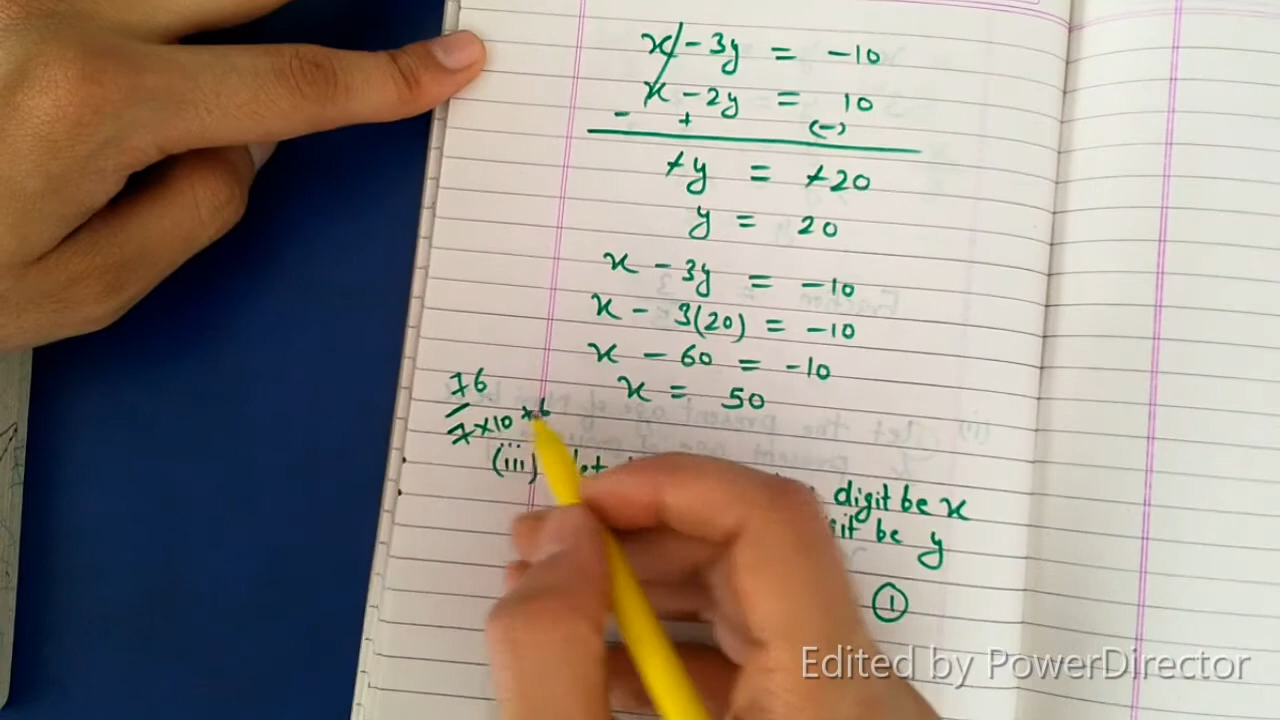 x - 3y = -10
x - 2y = 10
- + (-)
+y = +20
y = 20
x - 3y = -10
x - 3(20) = -10
x - 60 = -10
x = 50
76
7×10+6
(iii) let digit be x
be y
①
Edited by PowerDirector